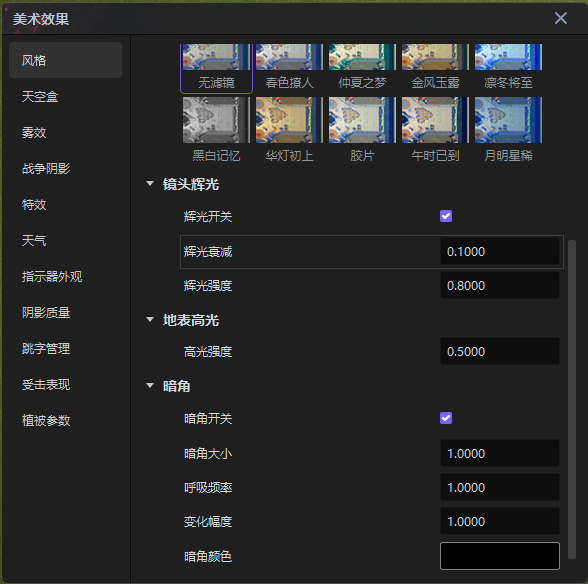 美术效果
风格
天空盒
雾效
战争阴影
特效
天气
指示器外观
阴影质量
跳字管理
受击表现
植被参数
无滤镜 春色撩人 仲夏之梦 金风玉露 凛冬将至
黑白记忆 华灯初上 胶片 午时已到 月明星稀
镜头辉光
辉光开关
辉光衰减 0.1000
辉光强度 0.8000
地表高光
高光强度 0.5000
暗角
暗角开关
暗角大小 1.0000
呼吸频率 1.0000
变化幅度 1.0000
暗角颜色